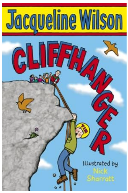 Jacqueline Wilson
CLIFFHANGER
Illustrated by
Nick
Sharratt